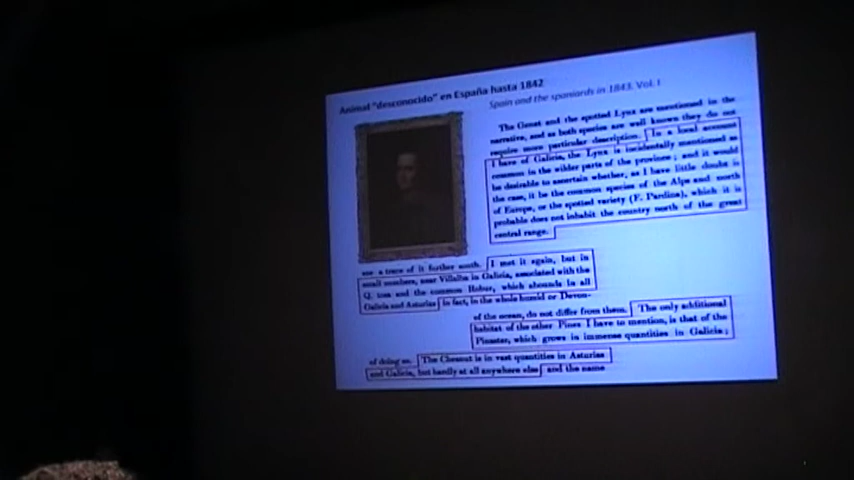 Animal "desconocido" en España hasta 1842
Spain and the spaniards in 1843. Vol. I
The Genet and the spotted Lynx are mentioned in the
narrative, and as both species are well known they do not
require more particular description. In a local account
I have of Galicia, the Lynx is incidentally mentioned as
common in the wilder parts of the province; and it would
be desirable to ascertain whether, as I have little doubt is
the case, it be the common species of the Alps and north
of Europe, or the spotted variety (F. Pardina), which it is
probable does not inhabit the country north of the great
central range.
see a trace of it further south. I met it again, but in
small numbers, near Villalba in Galicia, associated with the
Q. toza and the common Robur, which abounds in all
Galicia and Asturias in fact, in the whole humid or Devon-
of the ocean, do not differ from them. The only additional
habitat of the other Pines I have to mention, is that of the
Pinaster, which grows in immense quantities in Galicia;
of doing so. The Chesnut is in vast quantities in Asturias
and Galicia, but hardly at all anywhere else and the name